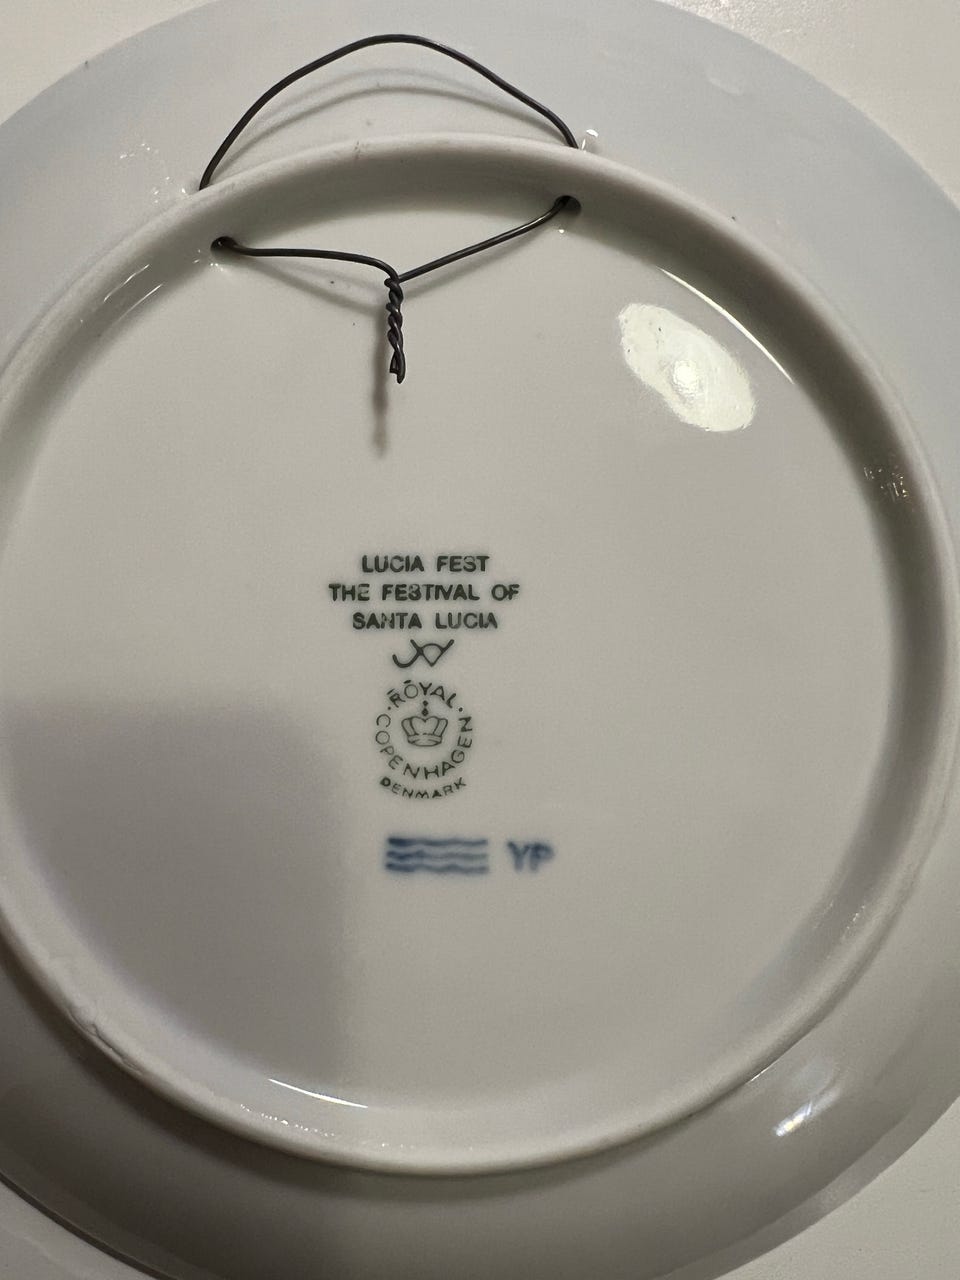 LUCIA FEST
THE FESTIVAL OF
SANTA LUCIA
ROYAL
COPENHAGEN
DENMARK
YP